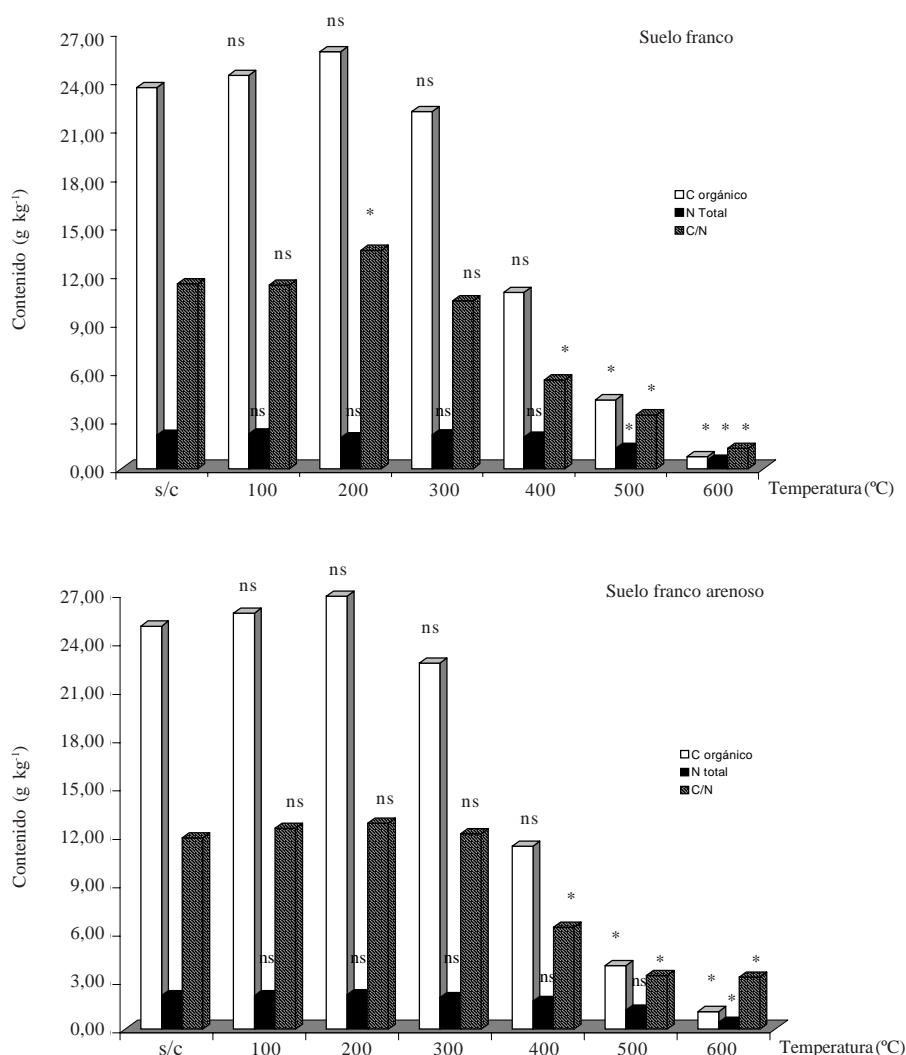 ns
27,00
ns
Suelo franco
ns
24,00
21,00
18,00
C orgánico
N Total
C/N
15,00
*
ns
ns
ns
12,00
9,00
*
6,00
*
*
3,00
ns
ns
ns
ns
*
* * *
0,00
s/c 100 200 300 400 500 600
Temperatura (ºC)
Contenido (g kg-1)
ns
27,00
ns
Suelo franco arenoso
24,00
ns
21,00
18,00
C orgánico
N total
C/N
15,00
ns
ns
ns
ns
12,00
9,00
*
6,00
*
*
*
3,00
ns
ns
ns
ns
ns
*
*
0,00
s/c 100 200 300 400 500 600
Temperatura (ºC)
Contenido (g kg-1)